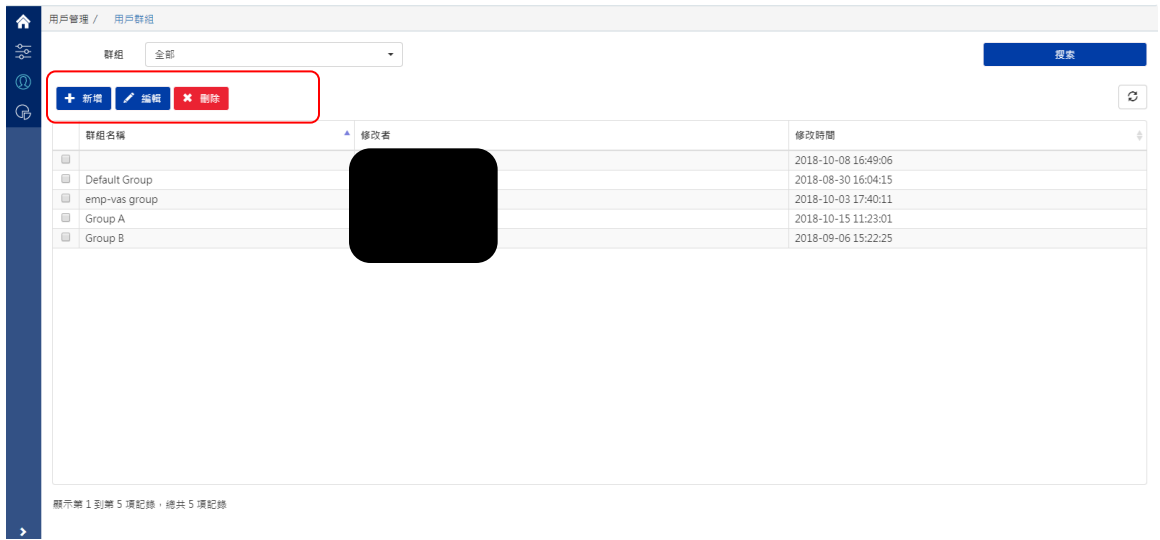 用戶管理 / 用戶群組
群組 全部 搜索
新增 編輯 刪除
群組名稱 修改者 修改時間
2018-10-08 16:49:06
Default Group 2018-08-30 16:04:15
emp-vas group 2018-10-03 17:40:11
Group A 2018-10-15 11:23:01
Group B 2018-09-06 15:22:25
顯示第 1 到第 5 項記錄，總共 5 項記錄